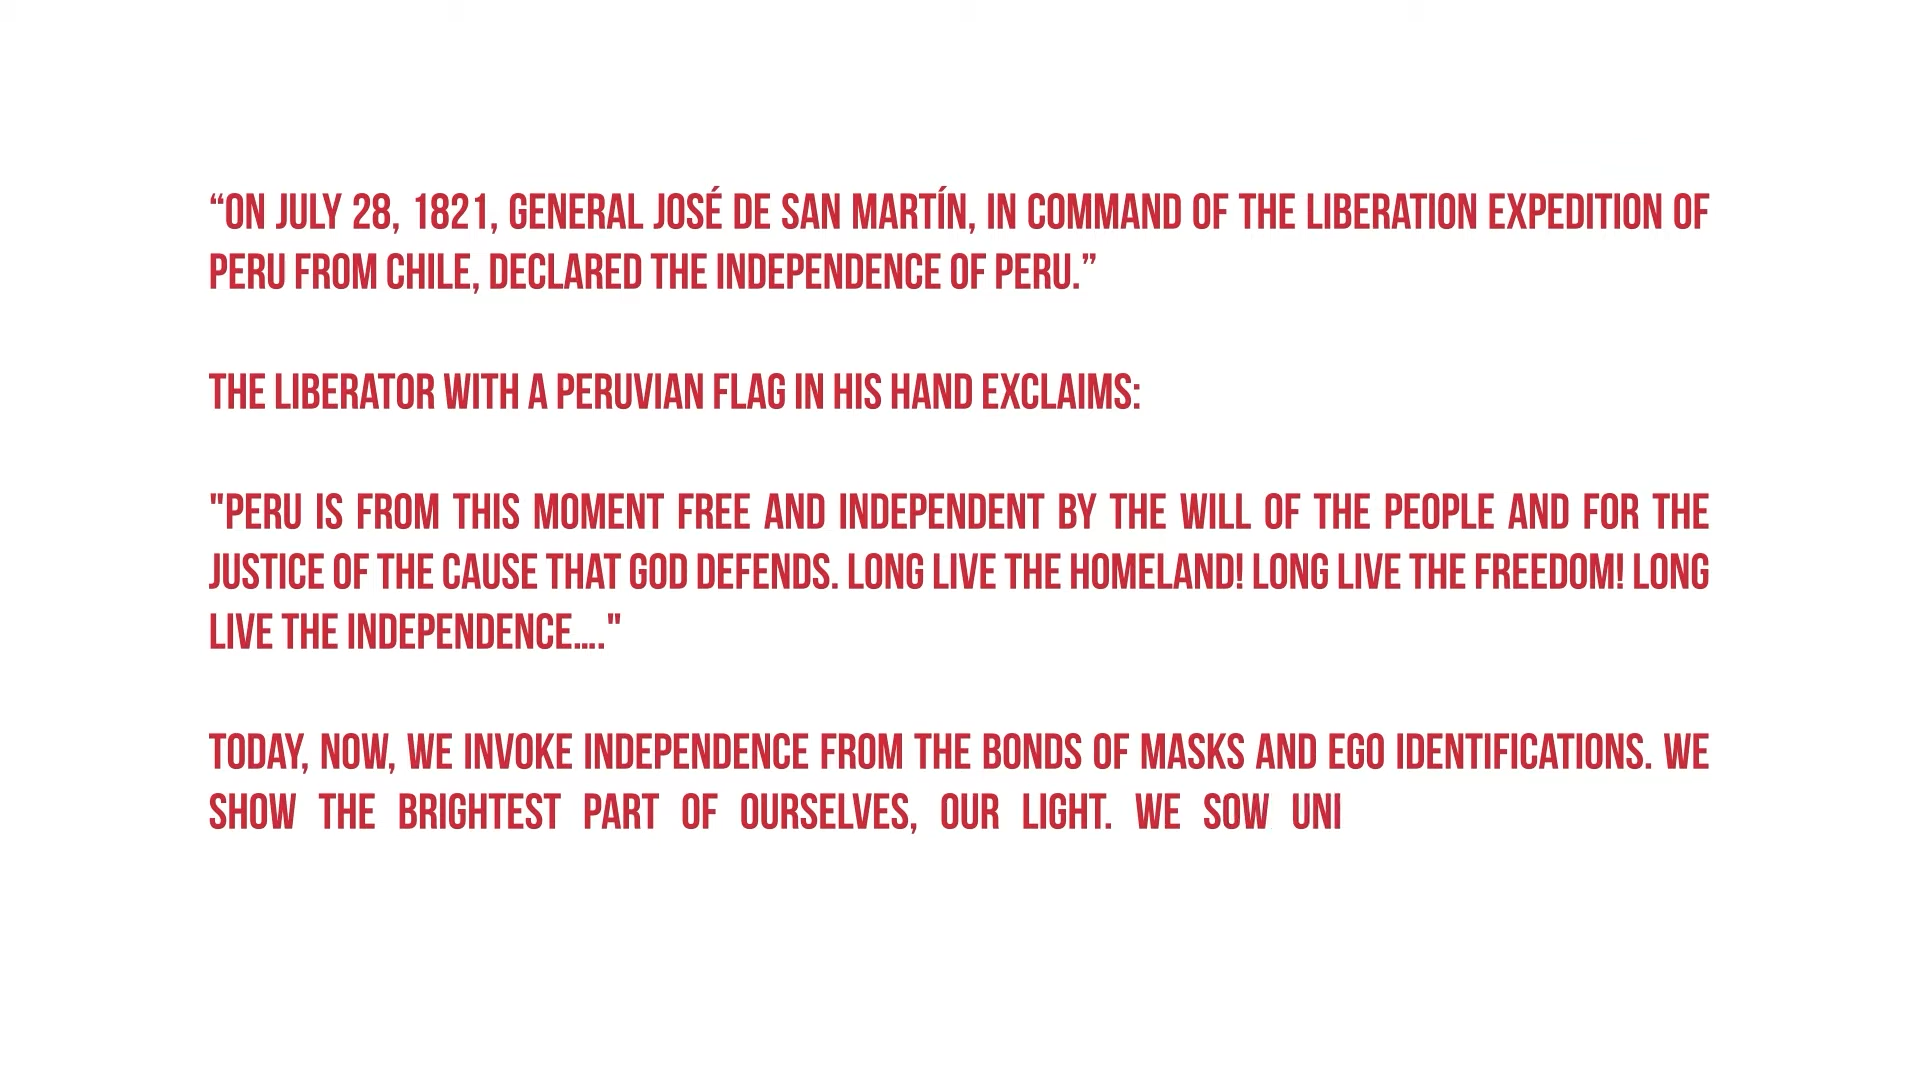 “ON JULY 28, 1821, GENERAL JOSÉ DE SAN MARTÍN, IN COMMAND OF THE LIBERATION EXPEDITION OF
PERU FROM CHILE, DECLARED THE INDEPENDENCE OF PERU.”
THE LIBERATOR WITH A PERUVIAN FLAG IN HIS HAND EXCLAIMS:
"PERU IS FROM THIS MOMENT FREE AND INDEPENDENT BY THE WILL OF THE PEOPLE AND FOR THE
JUSTICE OF THE CAUSE THAT GOD DEFENDS. LONG LIVE THE HOMELAND! LONG LIVE THE FREEDOM! LONG
LIVE THE INDEPENDENCE…."
TODAY, NOW, WE INVOKE INDEPENDENCE FROM THE BONDS OF MASKS AND EGO IDENTIFICATIONS. WE
SHOW THE BRIGHTEST PART OF OURSELVES, OUR LIGHT. WE SOW UNI